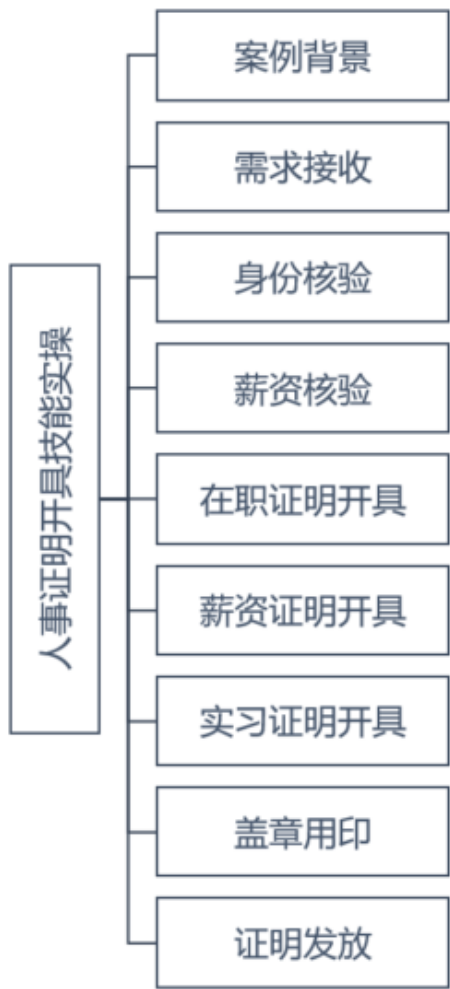 人事证明开具技能实操
案例背景
需求接收
身份核验
薪资核验
在职证明开具
薪资证明开具
实习证明开具
盖章用印
证明发放